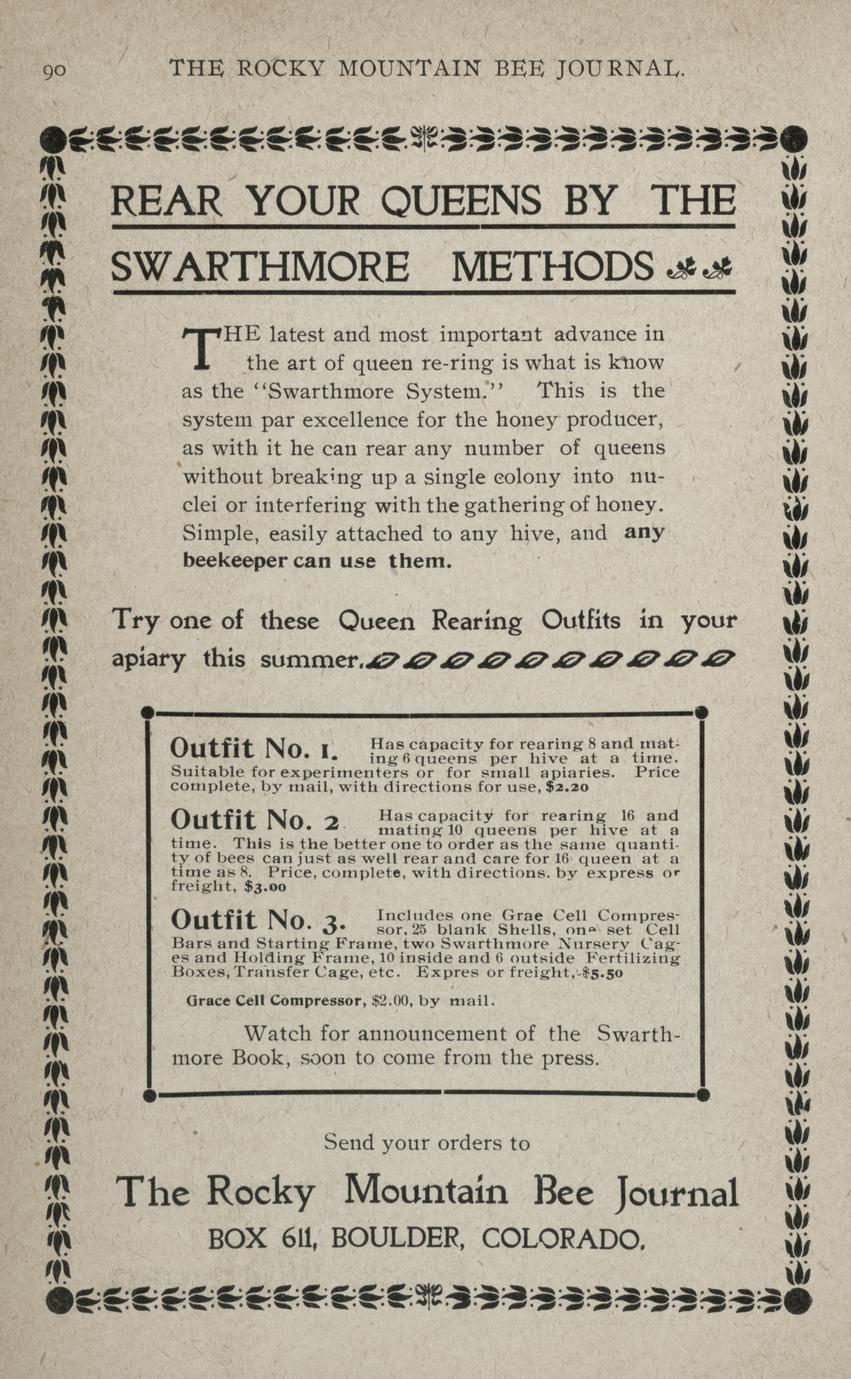 90 THE ROCKY MOUNTAIN BEE JOURNAL.
REAR YOUR QUEENS BY THE
SWARTHMORE METHODS
THE latest and most important advance in
the art of queen re-ring is what is know
as the "Swarthmore System." This is the
system par excellence for the honey producer,
as with it he can rear any number of queens
without breaking up a single colony into nu-
clei or interfering with the gathering of honey.
Simple, easily attached to any hive, and any
beekeeper can use them.
Try one of these Queen Rearing Outfits in your
apiary this summer.
Outfit No. 1. Has capacity for rearing 8 and mat-
ing 6 queens per hive at a time.
Suitable for experimenters or for small apiaries. Price
complete, by mail, with directions for use, $2.20
Outfit No. 2 Has capacity for rearing 16 and
mating 10 queens per hive at a
time. This is the better one to order as the same quanti-
ty of bees can just as well rear and care for 16 queen at a
time as 8. Price, complete, with directions. by express or
freight, $3.00
Outfit No. 3. Includes one Grae Cell Compres-
sor, 25 blank Shells, one set Cell
Bars and Starting Frame, two Swarthmore Nursery Cag-
es and Holding Frame, 10 inside and 6 outside Fertilizing
Boxes, Transfer Cage, etc. Expres or freight, $5.50
Grace Cell Compressor, $2.00, by mail.
Watch for announcement of the Swarth-
more Book, soon to come from the press.
Send your orders to
The Rocky Mountain Bee Journal
BOX 611, BOULDER, COLORADO.